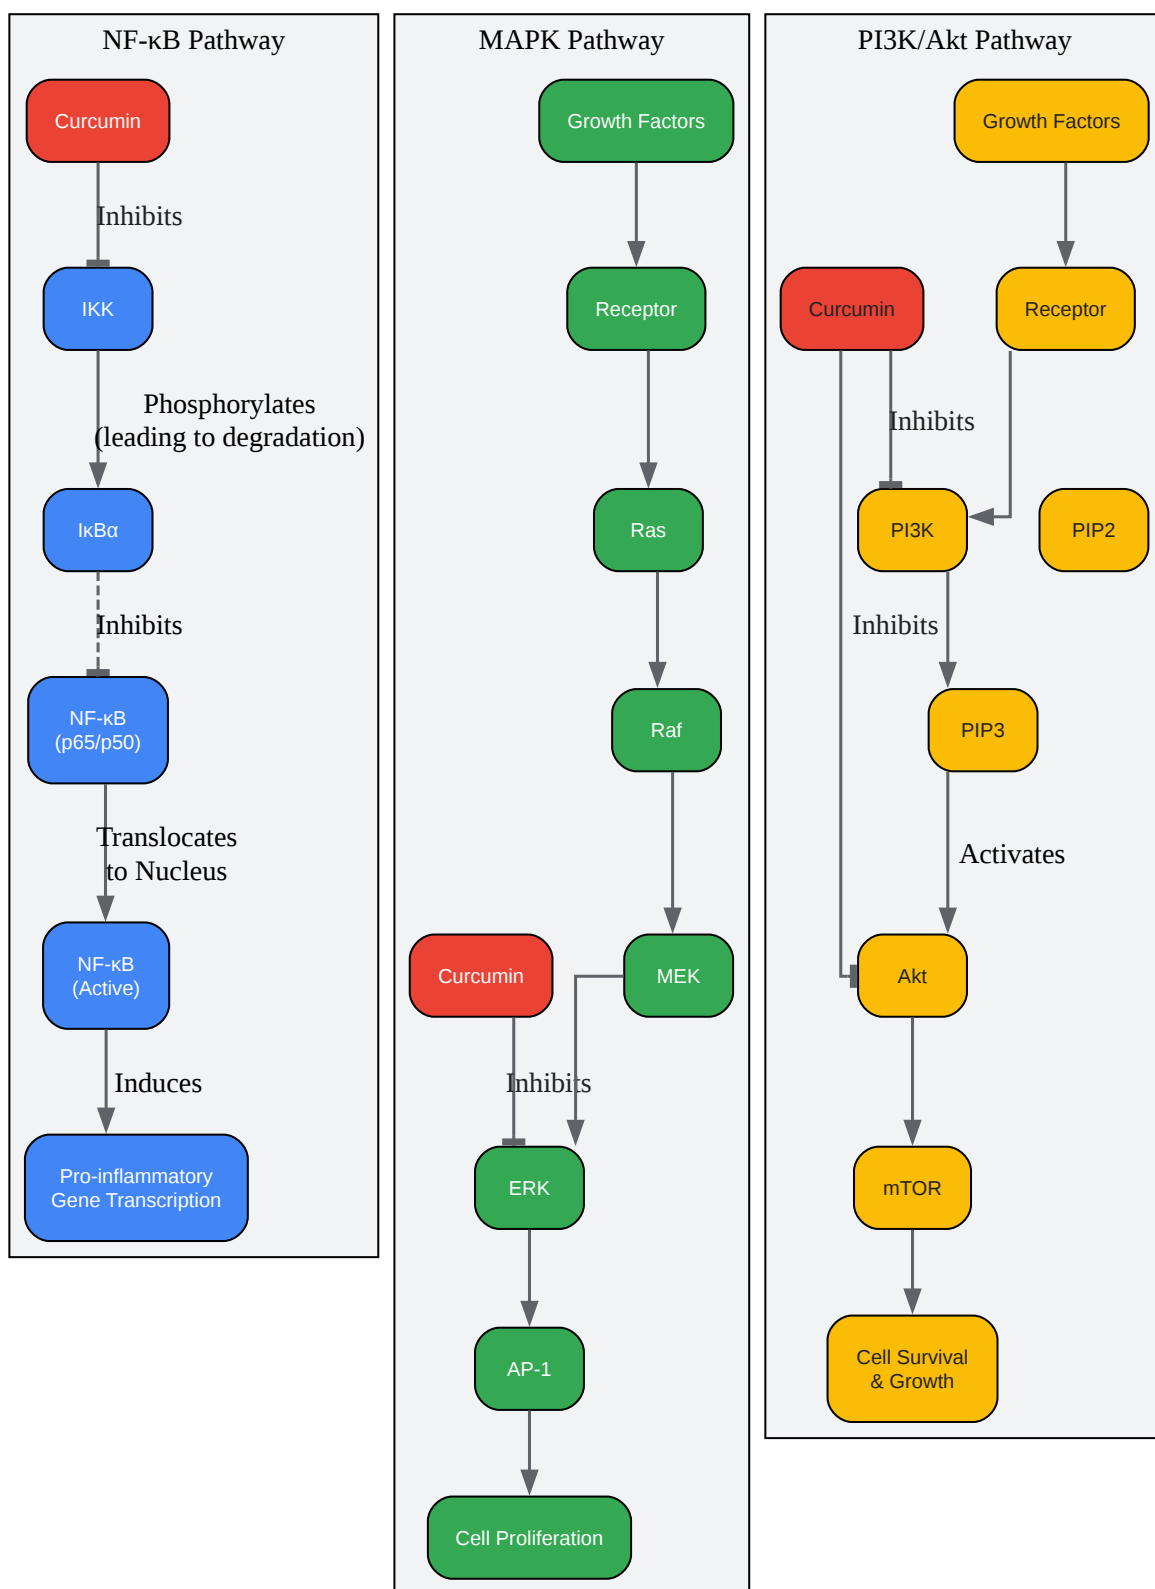 NF-κB Pathway
Curcumin
Inhibits
IKK
Phosphorylates
(leading to degradation)
IκBα
Inhibits
NF-κB
(p65/p50)
Translocates
to Nucleus
NF-κB
(Active)
Induces
Pro-inflammatory
Gene Transcription
MAPK Pathway
Growth Factors
Receptor
Ras
Raf
MEK
Curcumin
Inhibits
ERK
AP-1
Cell Proliferation
PI3K/Akt Pathway
Growth Factors
Curcumin
Receptor
Inhibits
PI3K
PIP2
Inhibits
PIP3
Activates
Akt
mTOR
Cell Survival
& Growth